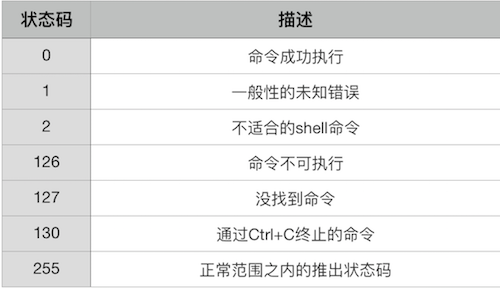 状态码 描述
0 命令成功执行
1 一般性的未知错误
2 不适合的shell命令
126 命令不可执行
127 没找到命令
130 通过Ctrl+C终止的命令
255 正常范围之内的推出状态码